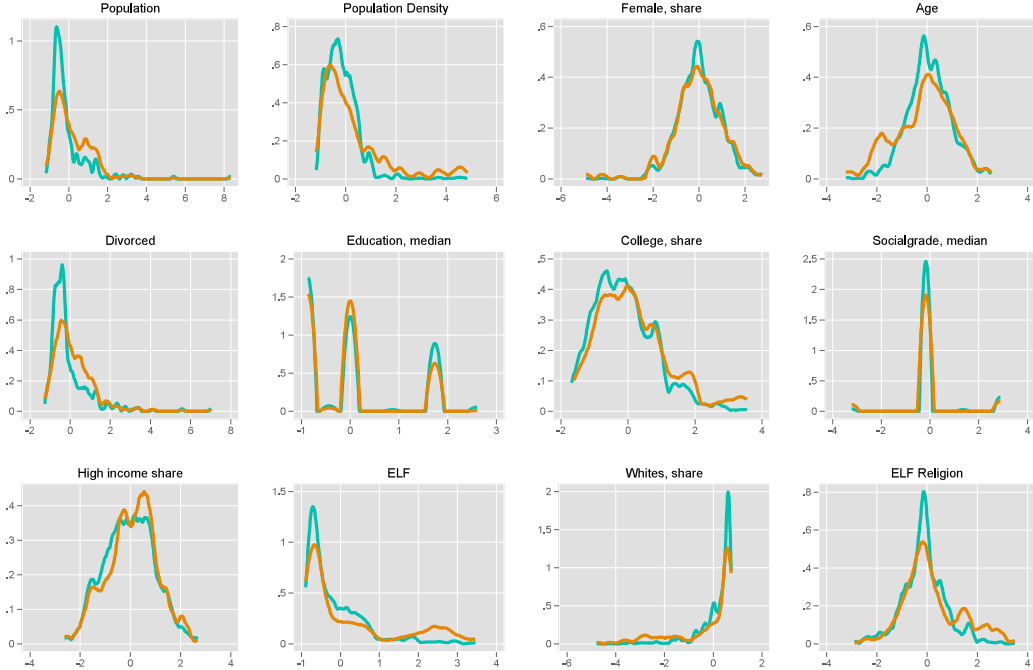 Population
1
.5
0
-2 0 2 4 6 8
Population Density
.8
.6
.4
.2
0
-2 0 2 4 6
Female, share
.6
.4
.2
0
-6 -4 -2 0 2
Age
.6
.4
.2
0
-4 -2 0 2 4
Divorced
1
.8
.6
.4
.2
0
-2 0 2 4 6 8
Education, median
2
1.5
1
.5
0
-1 0 1 2 3
College, share
.5
.4
.3
.2
.1
0
-2 0 2 4
Socialgrade, median
2.5
2
1.5
1
.5
0
-4 -2 0 2 4
High income share
.4
.3
.2
.1
0
-4 -2 0 2 4
ELF
1.5
1
.5
0
-1 0 1 2 3 4
Whites, share
2
1.5
1
.5
0
-6 -4 -2 0 2
ELF Religion
.8
.6
.4
.2
0
-4 -2 0 2 4